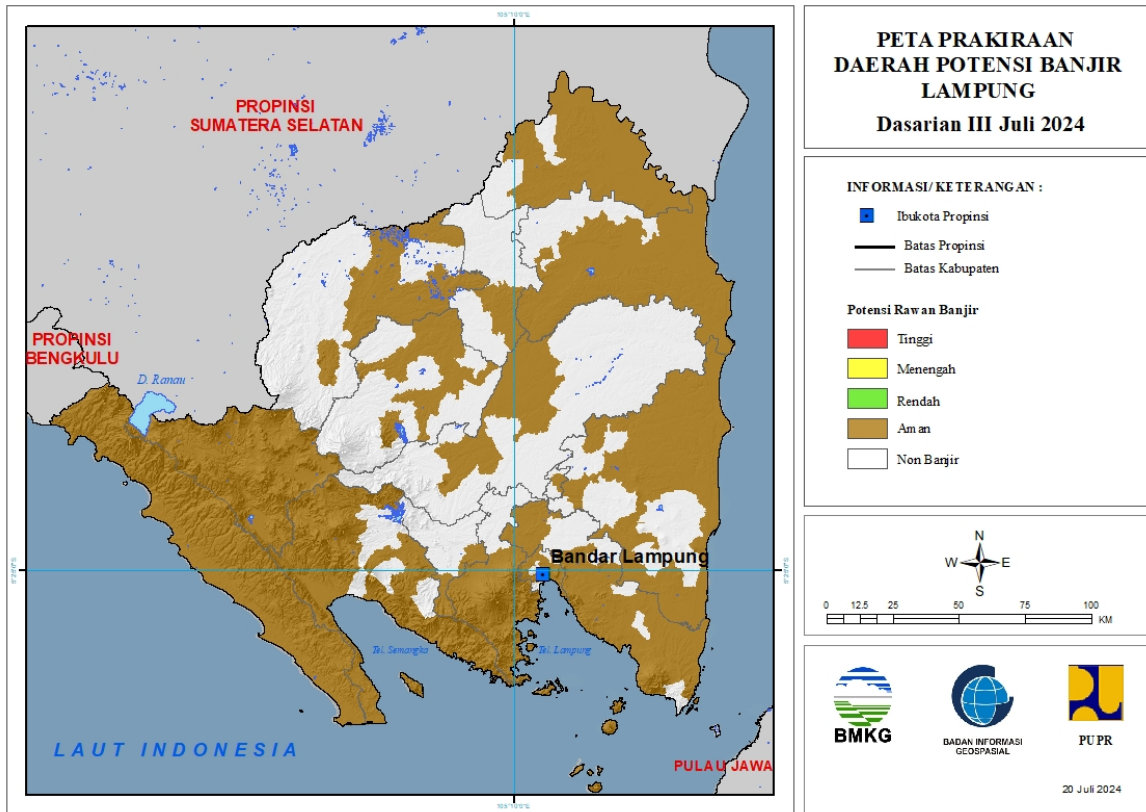 105°10'0"E
PROPINSI
SUMATERA SELATAN
PROPINSI
BENGKULU
D. Ranau
Bandar Lampung
Tel. Semangka
Tel. Lampung
LAUT INDONESIA
PULAU JAWA
PETA PRAKIRAAN
DAERAH POTENSI BANJIR
LAMPUNG
Dasarian III Juli 2024
INFORMASI/ KETERANGAN :
Ibukota Propinsi
Batas Propinsi
Batas Kabupaten
Potensi Rawan Banjir
Tinggi
Menengah
Rendah
Aman
Non Banjir
N
W E
S
0 12.5 25 50 75 100
KM
BMKG
BADAN INFORMASI
GEOSPASIAL
PUPR
20 Juli 2024